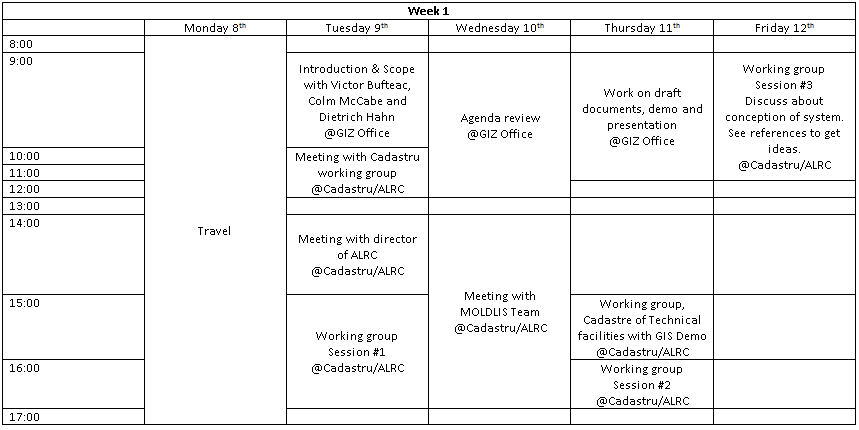 Week 1
Monday 8th
Tuesday 9th
Wednesday 10th
Thursday 11th
Friday 12th
8:00
9:00
Introduction & Scope
with Victor Bufteac,
Colm McCabe and
Dietrich Hahn
@GIZ Office
Agenda review
@GIZ Office
Work on draft
documents, demo and
presentation
@GIZ Office
Working group
Session #3
Discuss about
conception of system.
See references to get
ideas.
@Cadastru/ALRC
10:00
Meeting with Cadastru
working group
@Cadastru/ALRC
11:00
12:00
13:00
Travel
14:00
Meeting with director
of ALRC
@Cadastru/ALRC
Meeting with
MOLDLIS Team
@Cadastru/ALRC
15:00
Working group
Session #1
@Cadastru/ALRC
Working group,
Cadastre of Technical
facilities with GIS Demo
@Cadastru/ALRC
16:00
Working group
Session #2
@Cadastru/ALRC
17:00